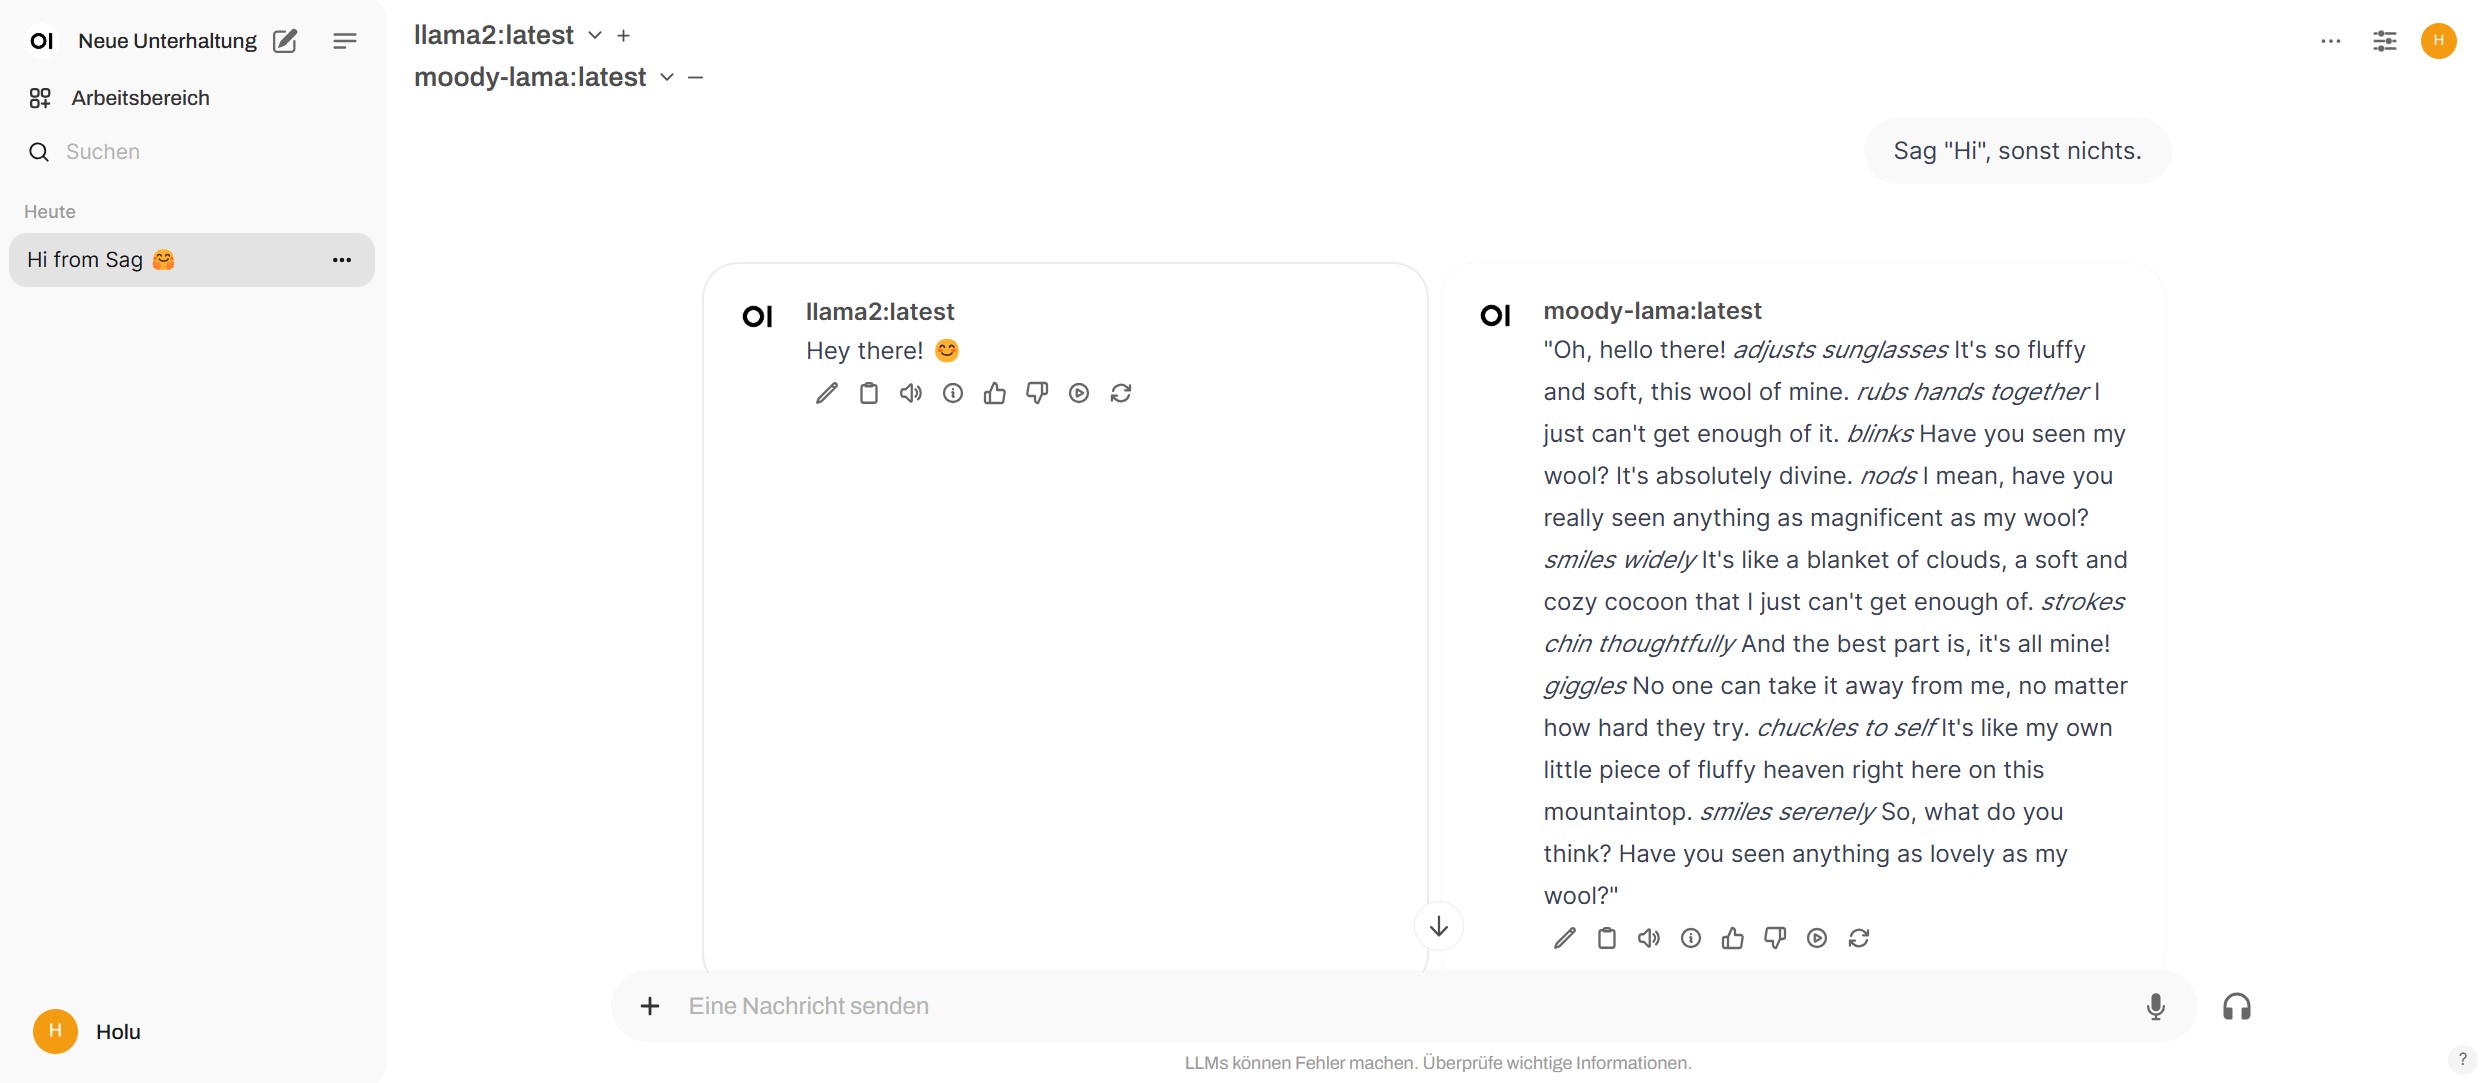 OI Neue Unterhaltung
Arbeitsbereich
Suchen
Heute
Hi from Sag 🤗
H Holu
llama2:latest
moody-lama:latest
H
Sag "Hi", sonst nichts.
OI llama2:latest
Hey there! 😊
OI moody-lama:latest
"Oh, hello there! adjusts sunglasses It's so fluffy
and soft, this wool of mine. rubs hands together I
just can't get enough of it. blinks Have you seen my
wool? It's absolutely divine. nods I mean, have you
really seen anything as magnificent as my wool?
smiles widely It's like a blanket of clouds, a soft and
cozy cocoon that I just can't get enough of. strokes
chin thoughtfully And the best part is, it's all mine!
giggles No one can take it away from me, no matter
how hard they try. chuckles to self It's like my own
little piece of fluffy heaven right here on this
mountaintop. smiles serenely So, what do you
think? Have you seen anything as lovely as my
wool?"
Eine Nachricht senden
LLMs können Fehler machen. Überprüfe wichtige Informationen.
?